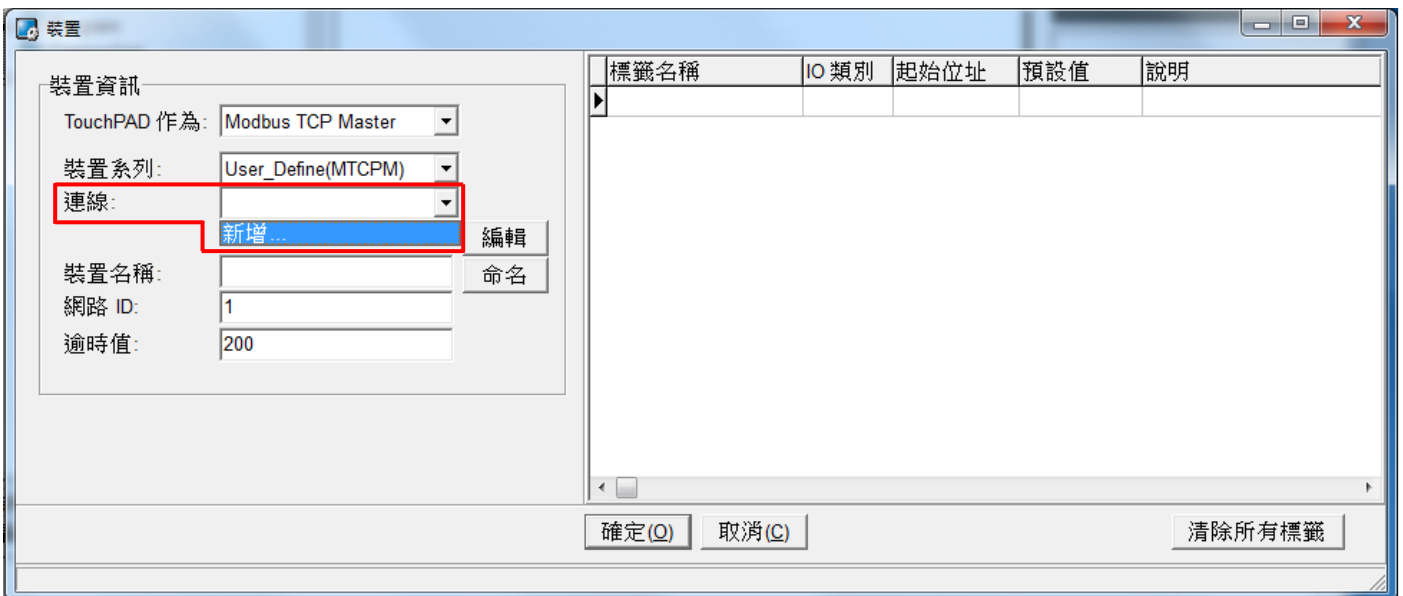 裝置
裝置資訊
TouchPAD 作為: Modbus TCP Master
裝置系列: User_Define(MTCPM)
連線:
新增...
編輯
裝置名稱:
命名
網路 ID: 1
逾時值: 200
標籤名稱 IO 類別 起始位址 預設值 說明
確定(O) 取消(C) 清除所有標籤